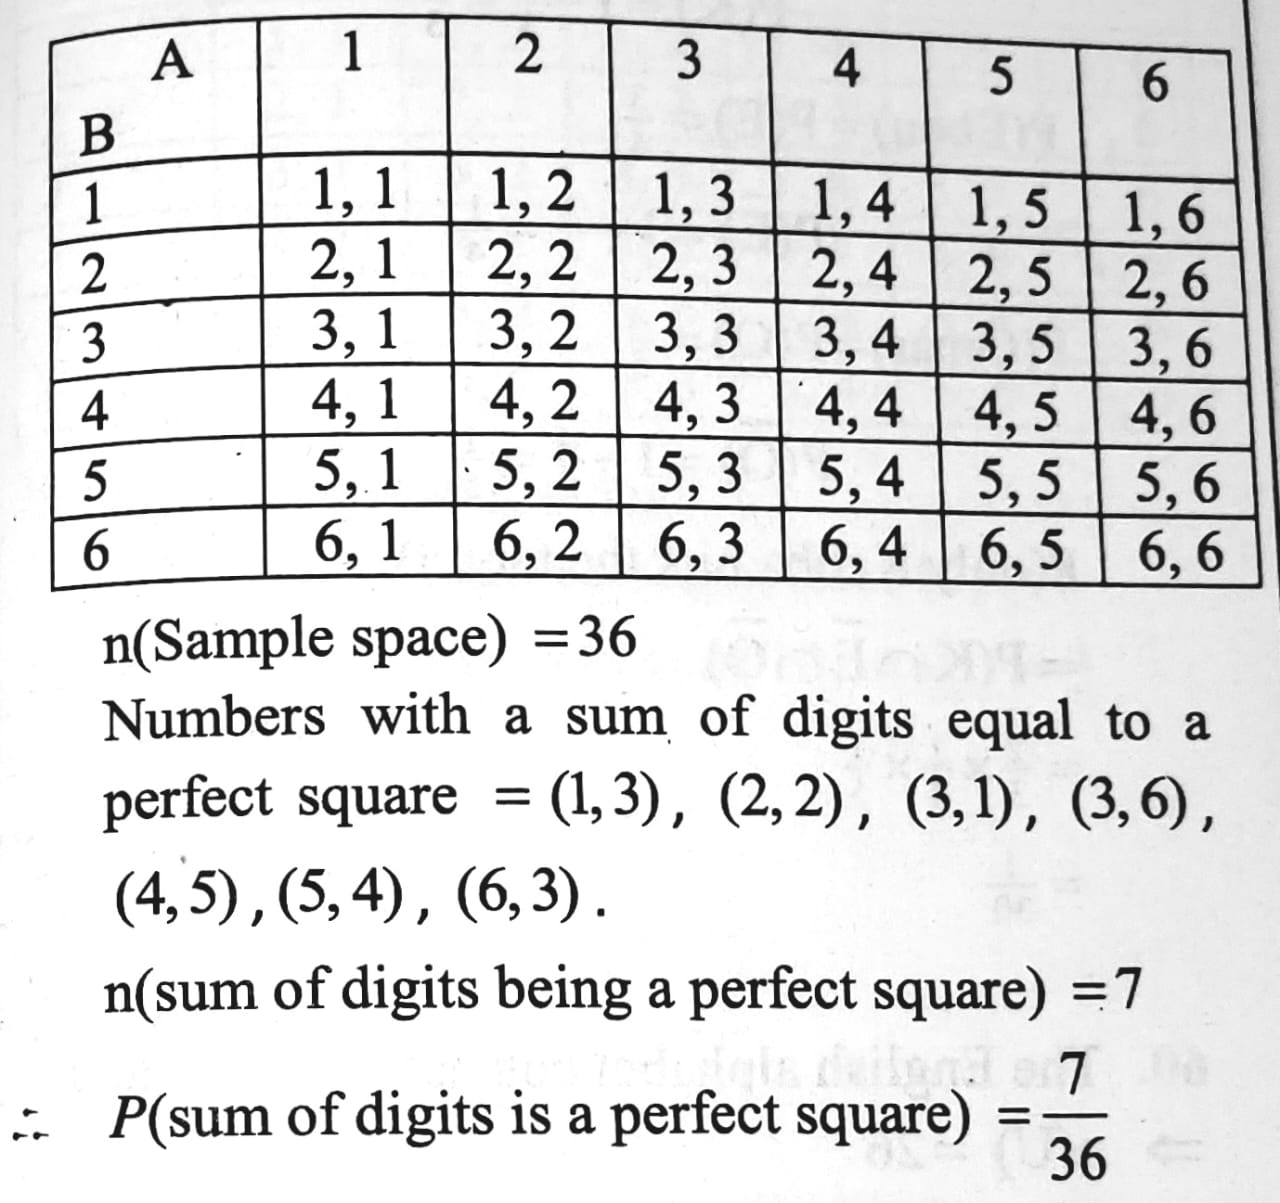 A 1 2 3 4 5 6
B
1 1, 1 1, 2 1, 3 1, 4 1, 5 1, 6
2 2, 1 2, 2 2, 3 2, 4 2, 5 2, 6
3 3, 1 3, 2 3, 3 3, 4 3, 5 3, 6
4 4, 1 4, 2 4, 3 4, 4 4, 5 4, 6
5 5, 1 5, 2 5, 3 5, 4 5, 5 5, 6
6 6, 1 6, 2 6, 3 6, 4 6, 5 6, 6
n(Sample space) = 36
Numbers with a sum of digits equal to a
perfect square = (1, 3), (2, 2), (3, 1), (3, 6),
(4, 5), (5, 4), (6, 3).
n(sum of digits being a perfect square) = 7
∴ P(sum of digits is a perfect square) = 7/36